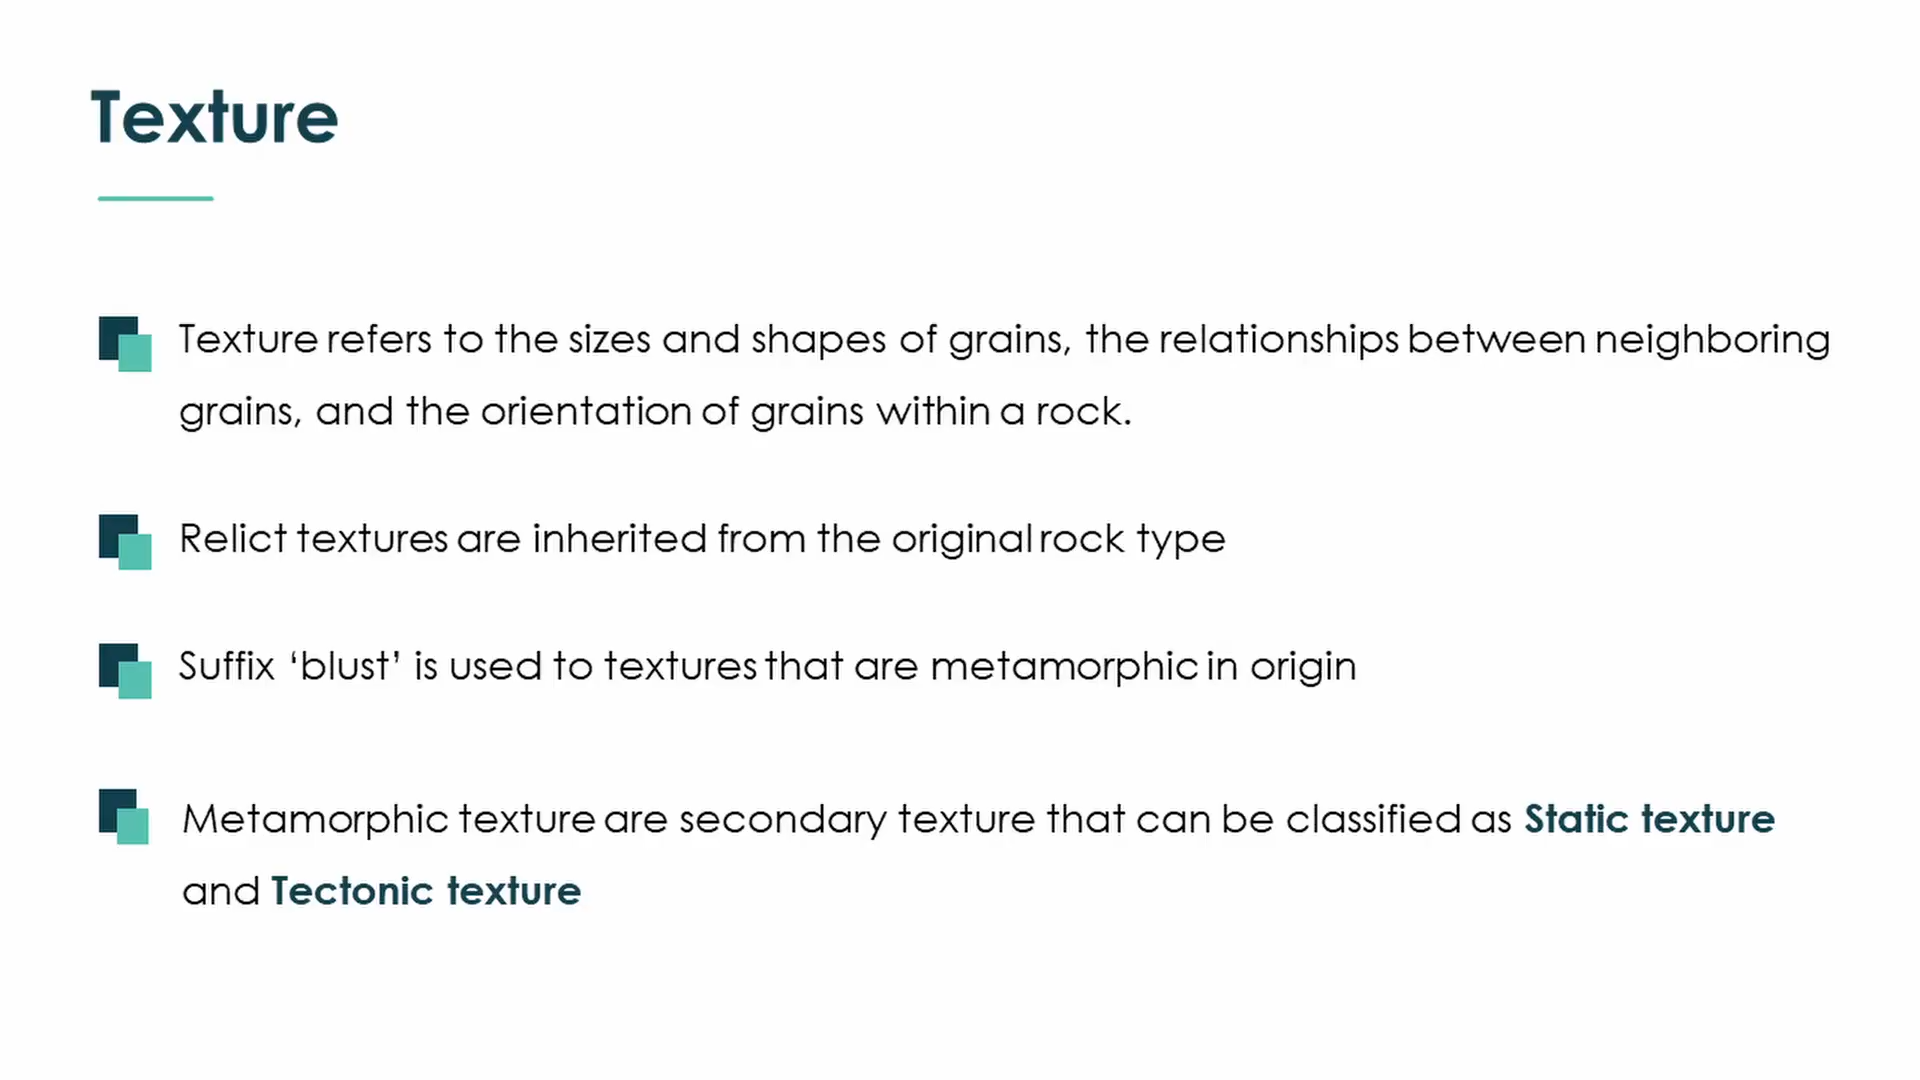 Texture
Texture refers to the sizes and shapes of grains, the relationships between neighboring
grains, and the orientation of grains within a rock.
Relict textures are inherited from the original rock type
Suffix ‘blust’ is used to textures that are metamorphic in origin
Metamorphic texture are secondary texture that can be classified as Static texture
and Tectonic texture